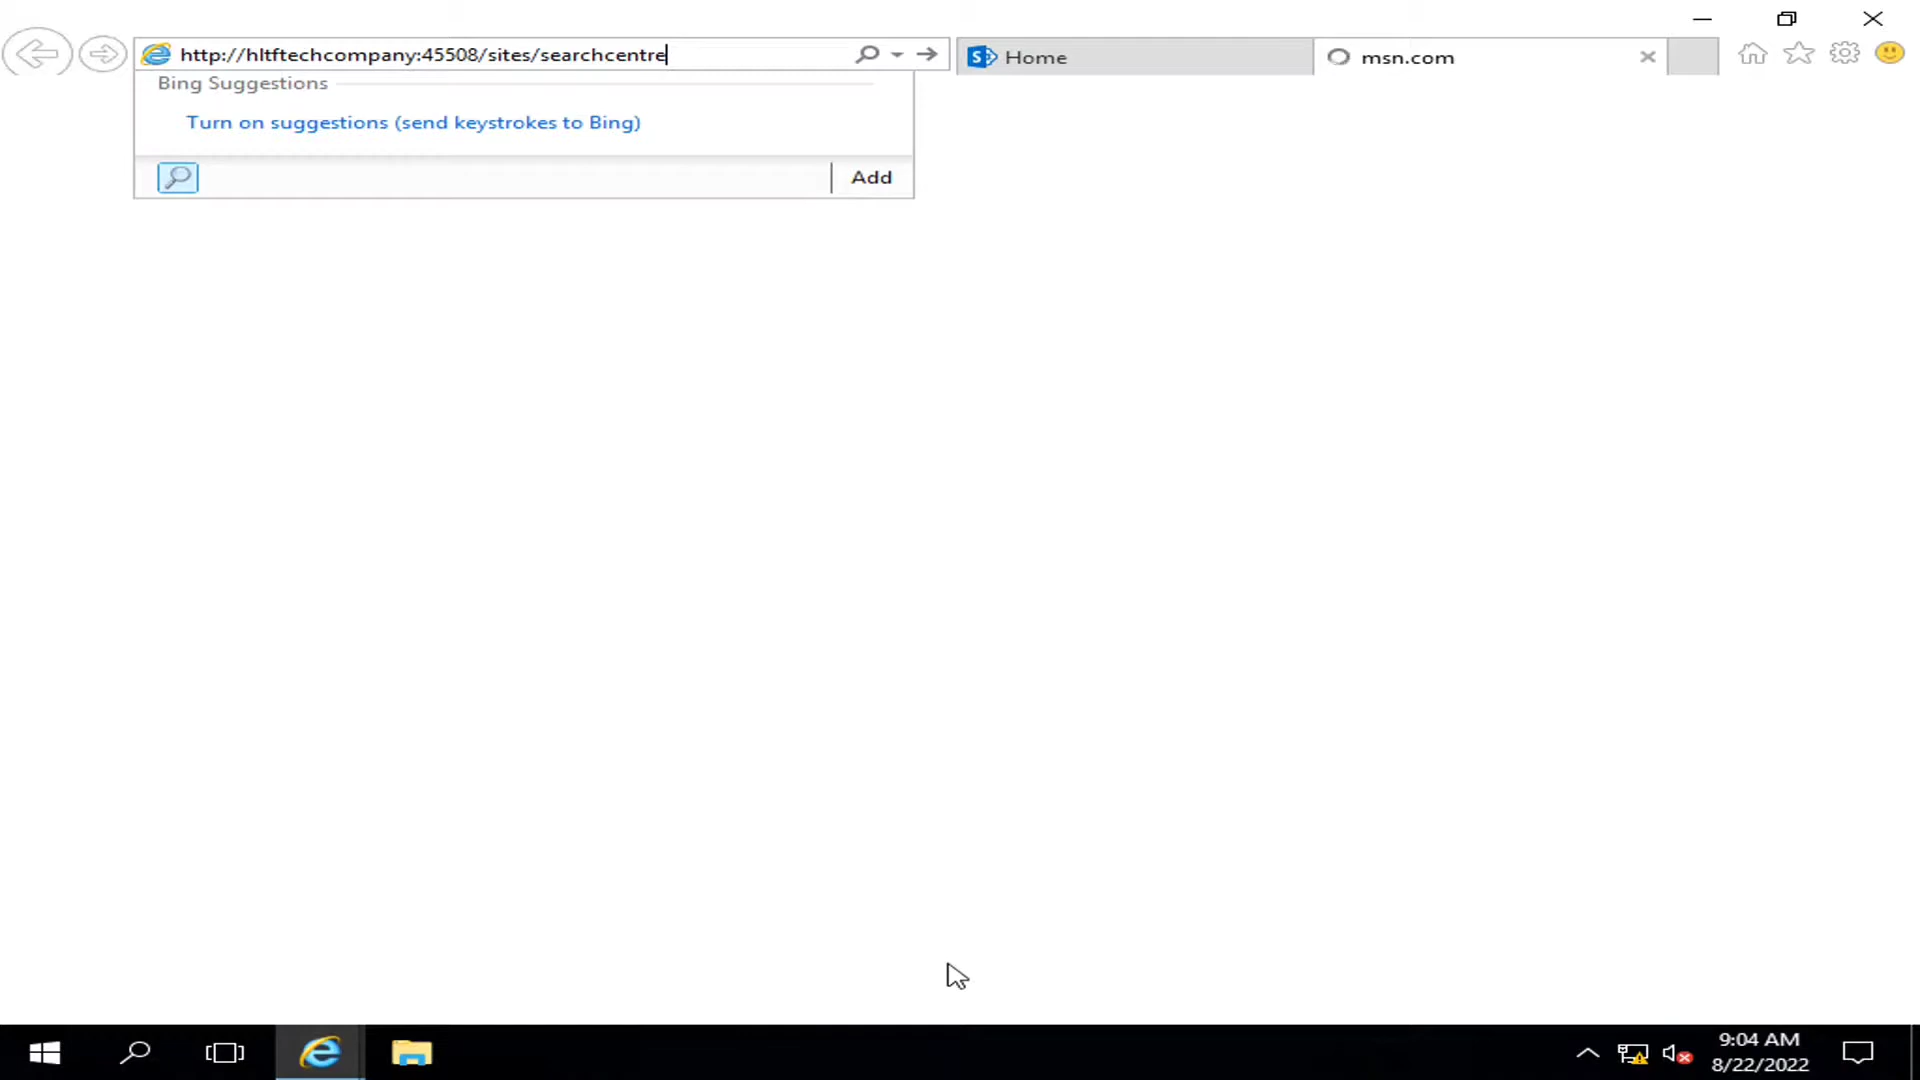 http://hltftechcompany:45508/sites/searchcentre
Home
msn.com
Bing Suggestions
Turn on suggestions (send keystrokes to Bing)
Add
9:04 AM
8/22/2022